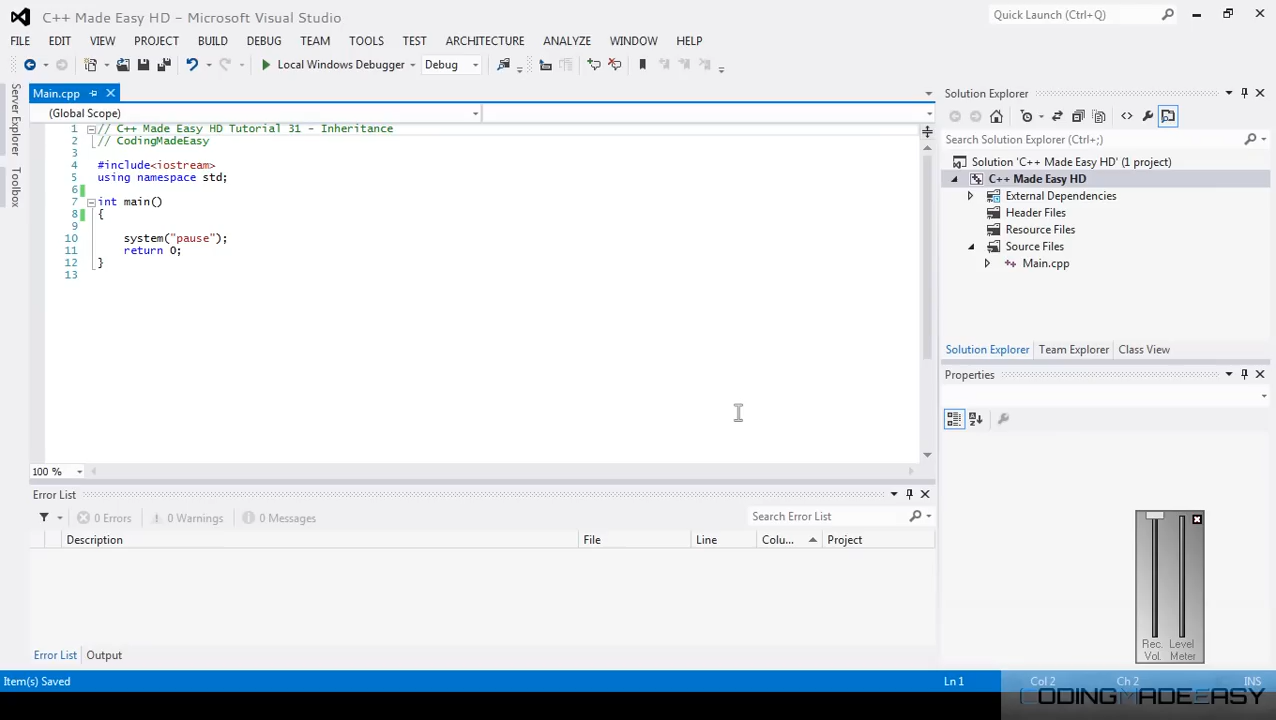 C++ Made Easy HD - Microsoft Visual Studio
Quick Launch (Ctrl+Q)
FILE EDIT VIEW PROJECT BUILD DEBUG TEAM TOOLS TEST ARCHITECTURE ANALYZE WINDOW HELP
Local Windows Debugger Debug
Server Explorer
Toolbox
Main.cpp
(Global Scope)
1 // C++ Made Easy HD Tutorial 31 - Inheritance
2 // CodingMadeEasy
3
4 #include<iostream>
5 using namespace std;
6
7 int main()
8 {
9
10 system("pause");
11 return 0;
12 }
13
100 %
Error List
0 Errors 0 Warnings 0 Messages
Search Error List
Description File Line Colu... Project
Error List Output
Solution Explorer
Search Solution Explorer (Ctrl+;)
Solution 'C++ Made Easy HD' (1 project)
C++ Made Easy HD
External Dependencies
Header Files
Resource Files
Source Files
Main.cpp
Solution Explorer Team Explorer Class View
Properties
Rec. Level
Vol. Meter
Item(s) Saved Ln 1 Col 2 Ch 2 INS
CODINGMADEEASY